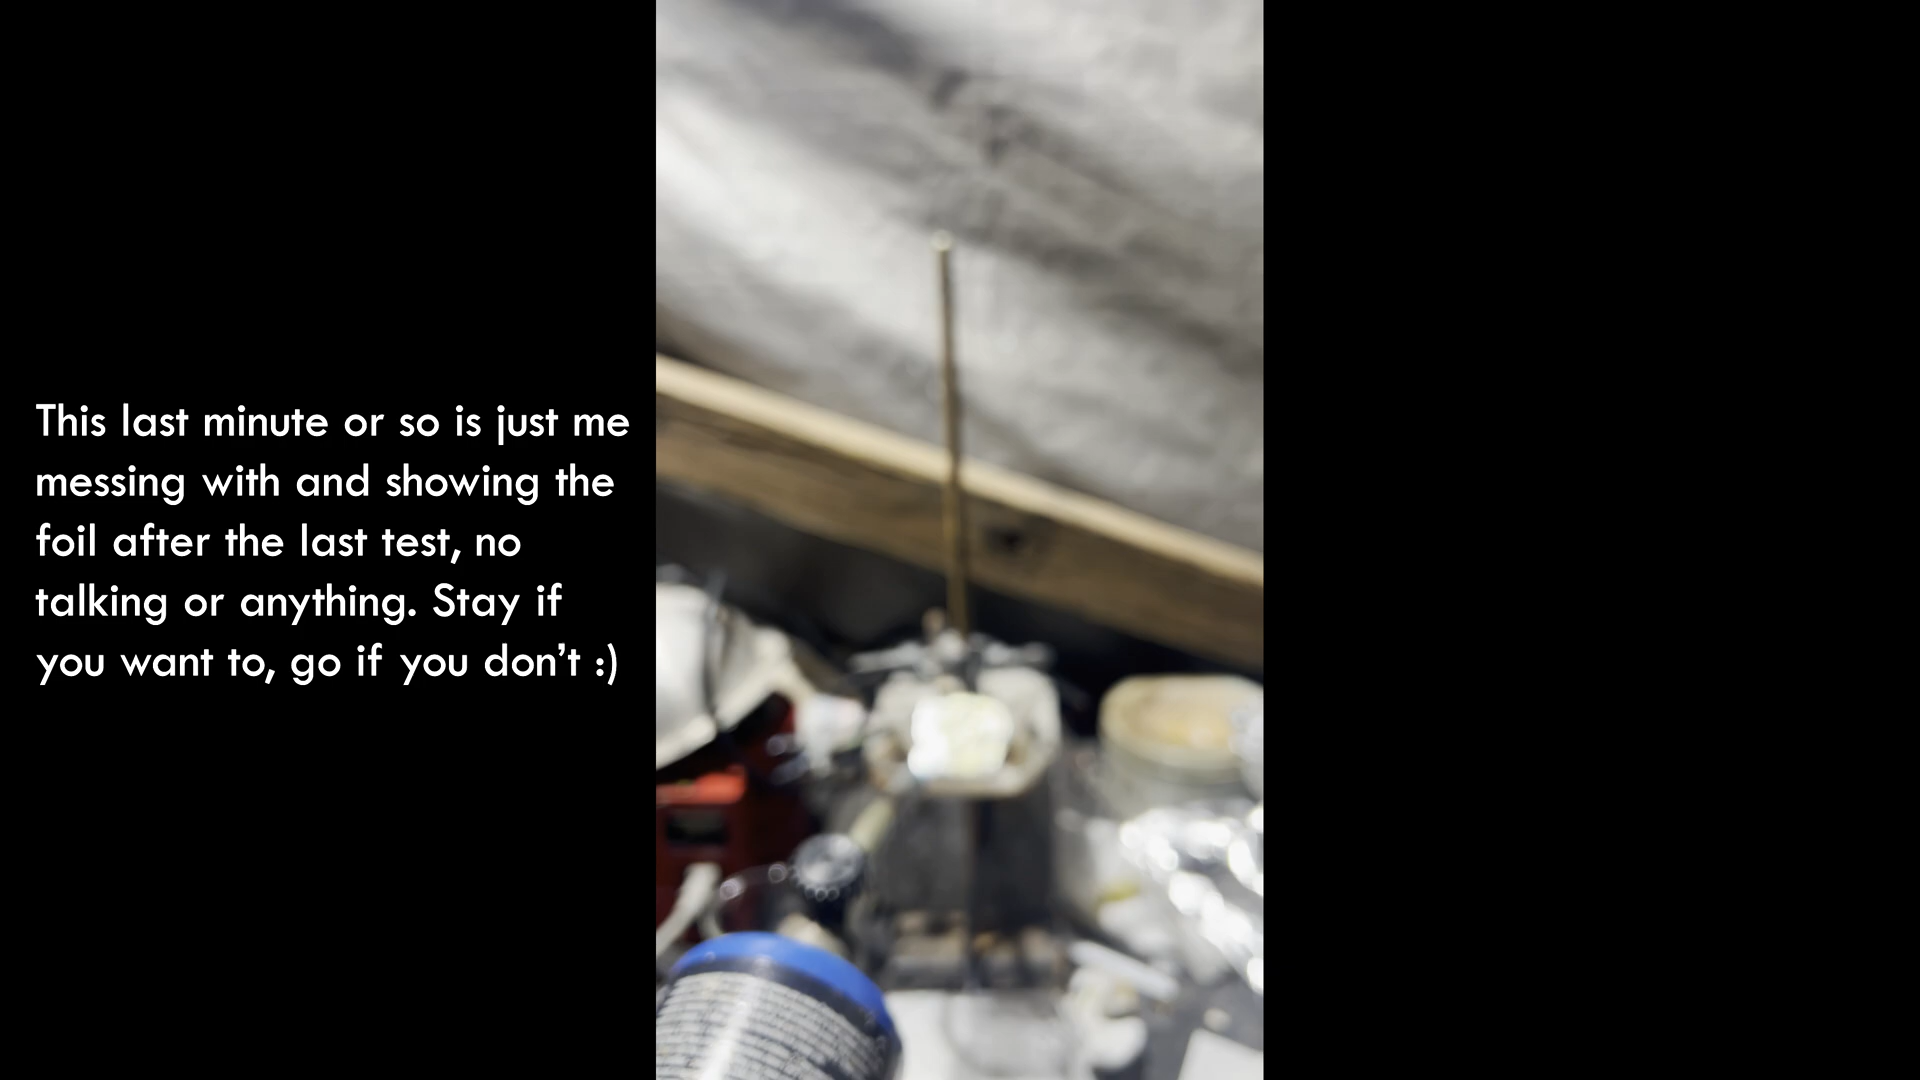 This last minute or so is just me
messing with and showing the
foil after the last test, no
talking or anything. Stay if
you want to, go if you don’t :)